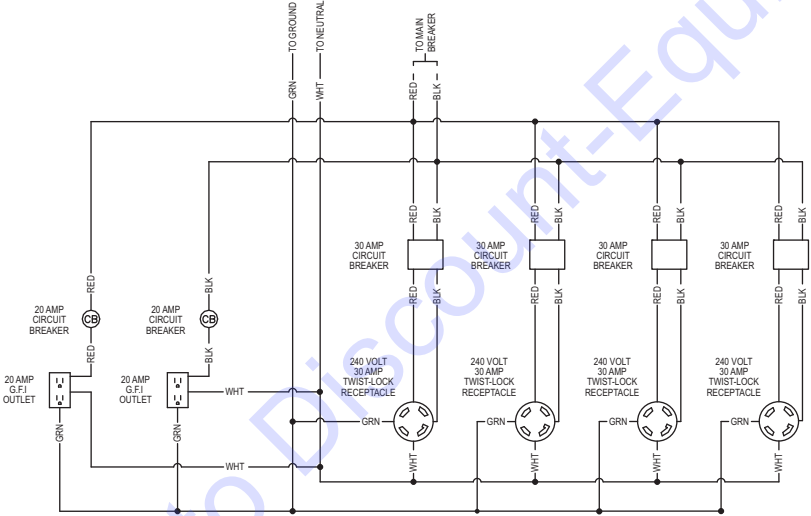 TO GROUND
TO NEUTRAL
TO MAIN
BREAKER
GRN
WHT
RED
BLK
RED
BLK
RED
BLK
RED
BLK
RED
BLK
30 AMP
CIRCUIT
BREAKER
30 AMP
CIRCUIT
BREAKER
30 AMP
CIRCUIT
BREAKER
30 AMP
CIRCUIT
BREAKER
RED
BLK
RED
BLK
RED
BLK
RED
BLK
RED
BLK
20 AMP
CIRCUIT
BREAKER
CB
20 AMP
CIRCUIT
BREAKER
CB
RED
BLK
20 AMP
G.F.I
OUTLET
20 AMP
G.F.I
OUTLET
240 VOLT
30 AMP
TWIST-LOCK
RECEPTACLE
240 VOLT
30 AMP
TWIST-LOCK
RECEPTACLE
240 VOLT
30 AMP
TWIST-LOCK
RECEPTACLE
240 VOLT
30 AMP
TWIST-LOCK
RECEPTACLE
WHT
GRN
GRN
GRN
GRN
GRN
GRN
WHT
WHT
WHT
WHT
WHT
to Discount-Equi